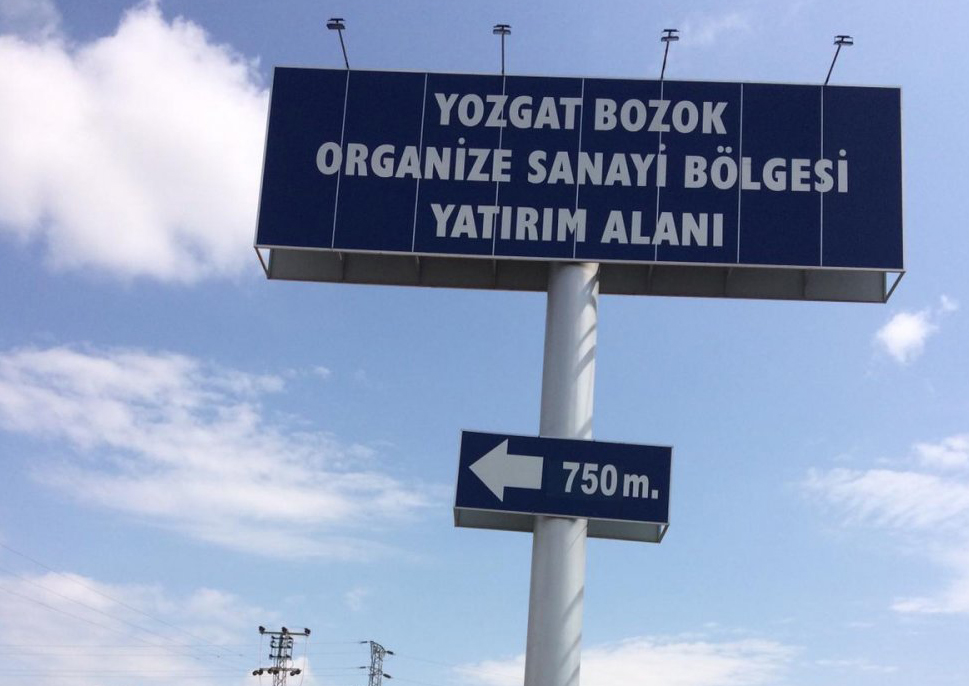 YOZGAT BOZOK
ORGANİZE SANAYİ BÖLGESİ
YATIRIM ALANI
750 m.